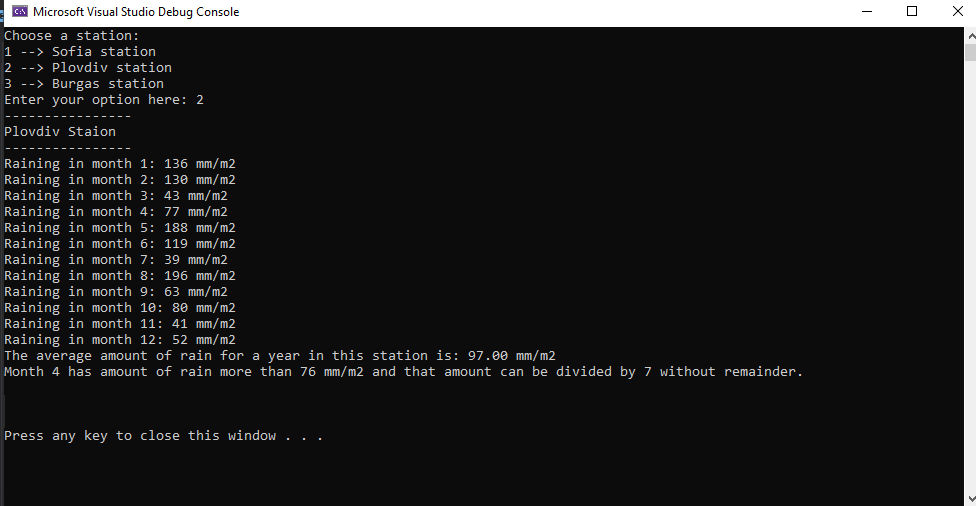 Microsoft Visual Studio Debug Console
Choose a station:
1 --> Sofia station
2 --> Plovdiv station
3 --> Burgas station
Enter your option here: 2
----------------
Plovdiv Staion
----------------
Raining in month 1: 136 mm/m2
Raining in month 2: 130 mm/m2
Raining in month 3: 43 mm/m2
Raining in month 4: 77 mm/m2
Raining in month 5: 188 mm/m2
Raining in month 6: 119 mm/m2
Raining in month 7: 39 mm/m2
Raining in month 8: 196 mm/m2
Raining in month 9: 63 mm/m2
Raining in month 10: 80 mm/m2
Raining in month 11: 41 mm/m2
Raining in month 12: 52 mm/m2
The average amount of rain for a year in this station is: 97.00 mm/m2
Month 4 has amount of rain more than 76 mm/m2 and that amount can be divided by 7 without remainder.
Press any key to close this window . . .